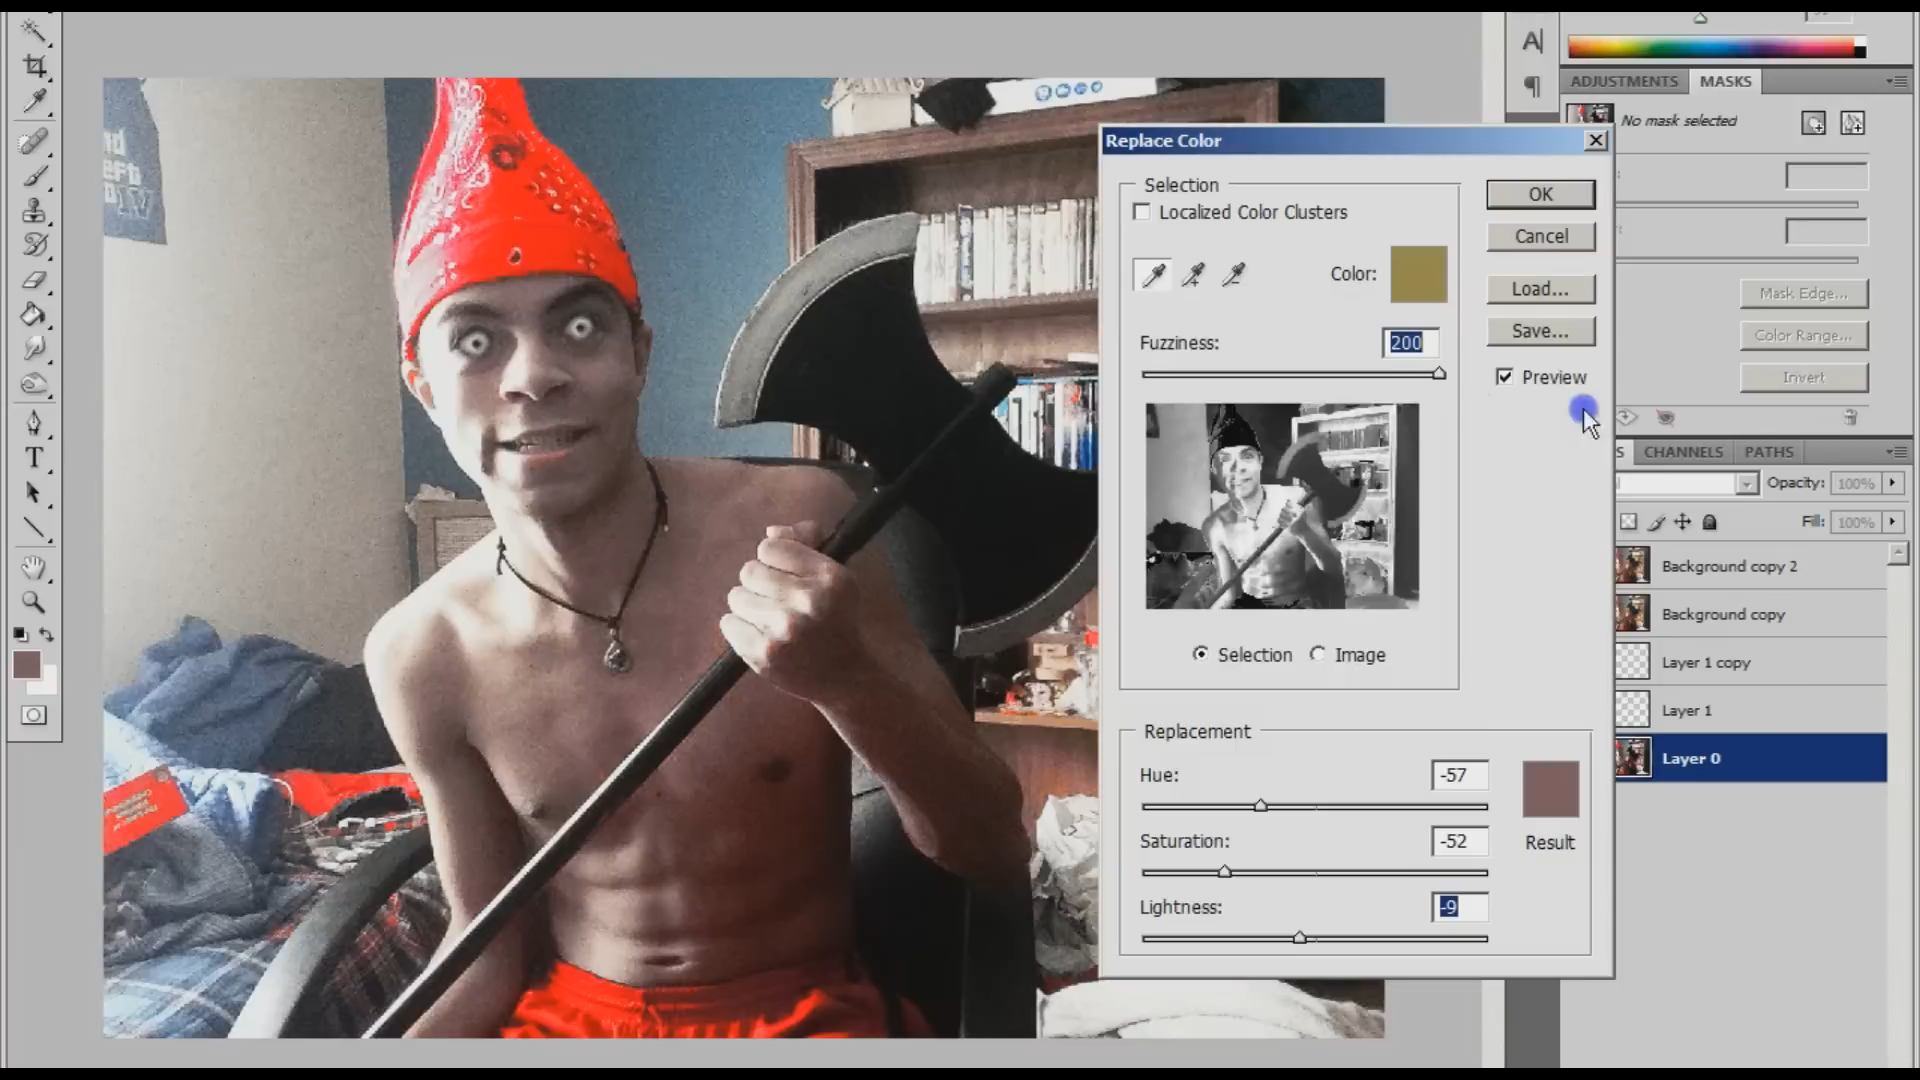 A
ADJUSTMENTS MASKS
No mask selected
Mask Edge...
Color Range...
Invert
Replace Color
Selection
Localized Color Clusters
Color:
Fuzziness: 200
Selection Image
OK
Cancel
Load...
Save...
Preview
Replacement
Hue: -57
Saturation: -52
Lightness: -9
Result
S CHANNELS PATHS
Opacity: 100%
Fill: 100%
Background copy 2
Background copy
Layer 1 copy
Layer 1
Layer 0
T
IV